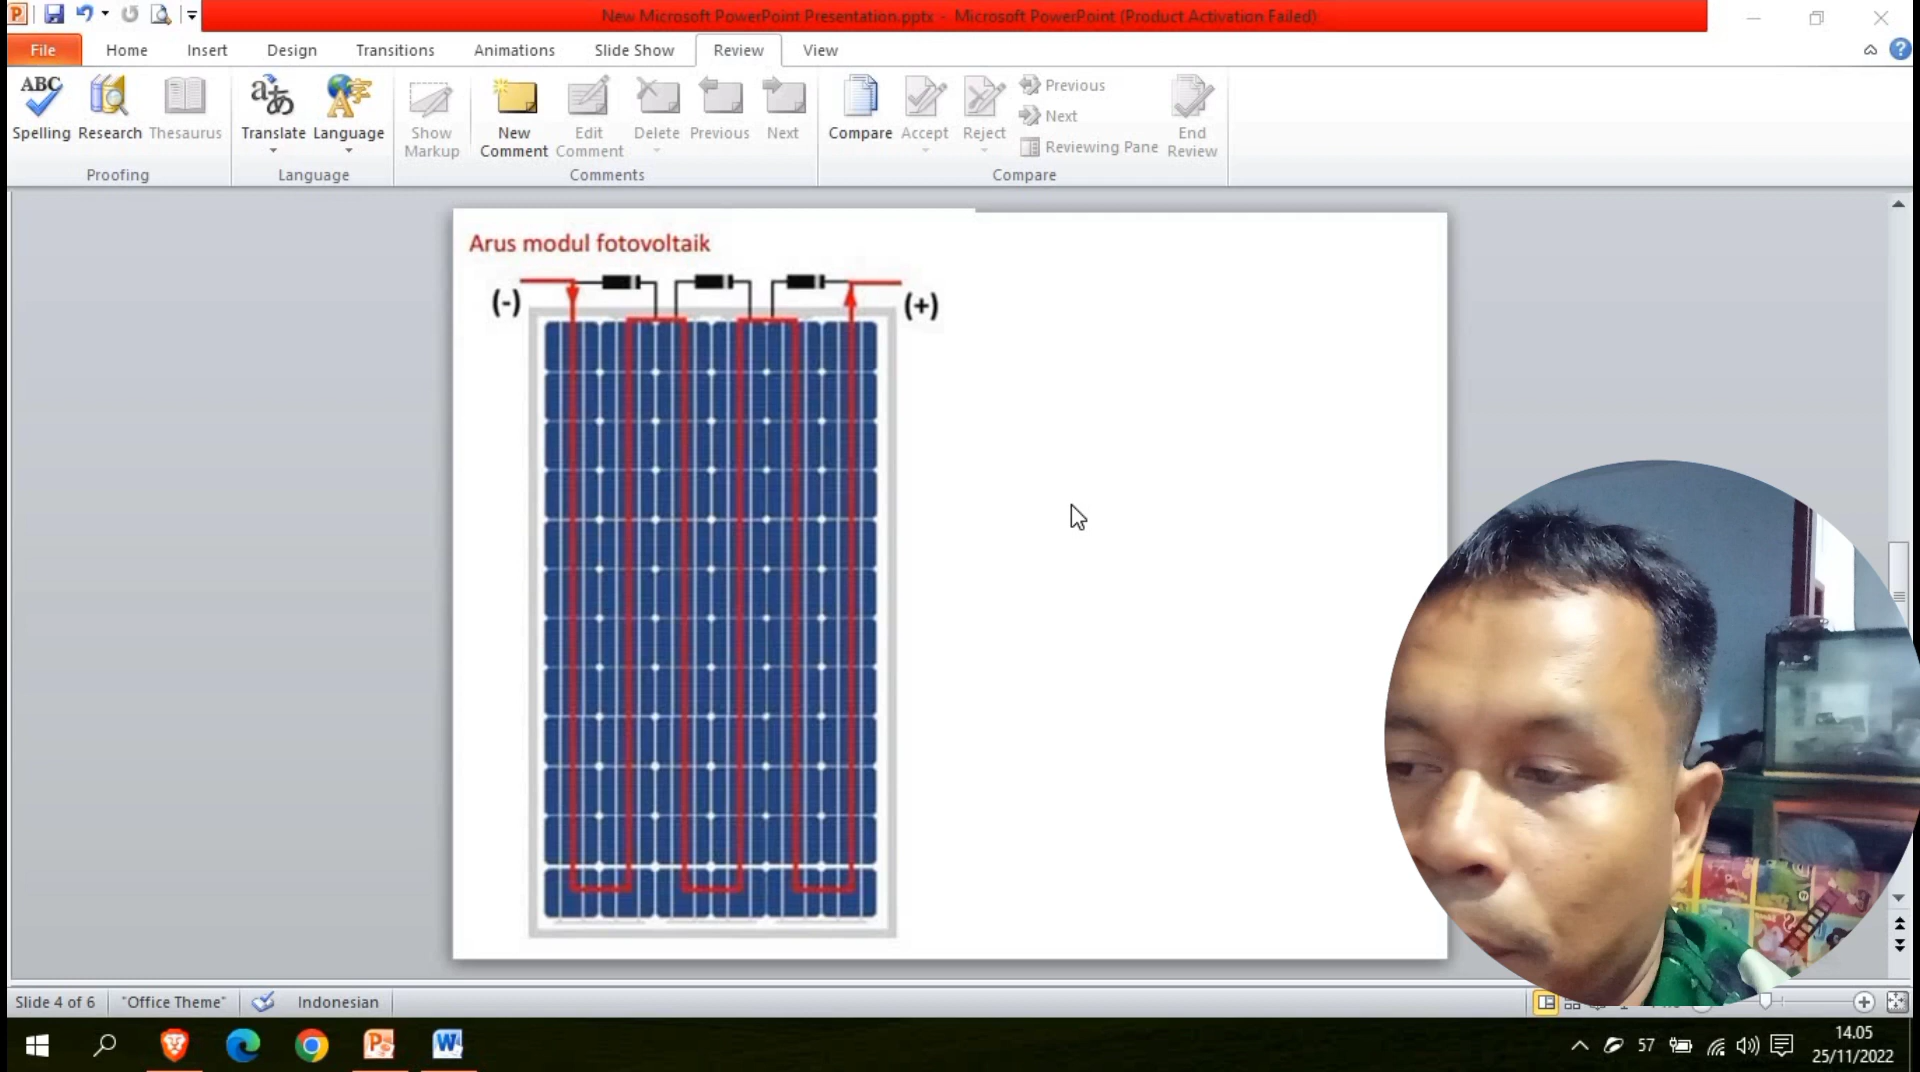 New Microsoft PowerPoint Presentation.pptx - Microsoft PowerPoint (Product Activation Failed)
File Home Insert Design Transitions Animations Slide Show Review View
ABC
Spelling Research Thesaurus Translate Language Show Markup New Comment Edit Comment Delete Previous Next Compare Accept Reject Previous
Next
Reviewing Pane
End Review
Proofing Language Comments Compare
Arus modul fotovoltaik
(-) (+)
Slide 4 of 6 "Office Theme" Indonesian
57
14.05
25/11/2022